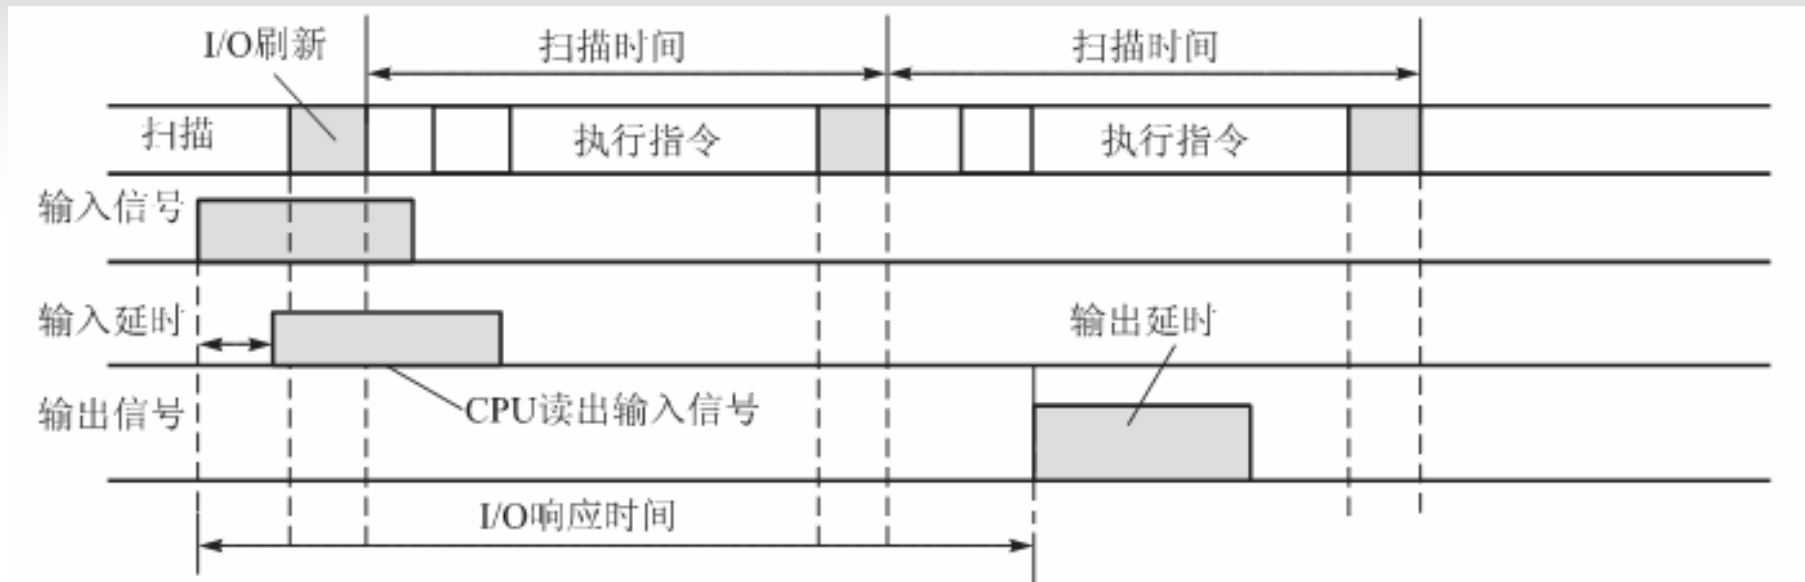 I/O刷新
扫描时间
扫描时间
扫描
执行指令
执行指令
输入信号
输入延时
输出延时
输出信号
CPU读出输入信号
I/O响应时间